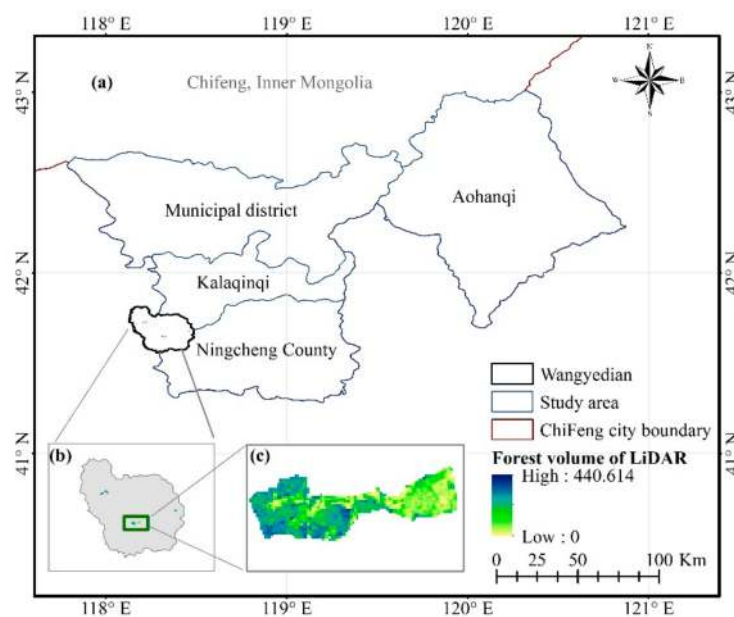 118° E 119° E 120° E 121° E
43° N 43° N
(a) Chifeng, Inner Mongolia
N
W
S
Aohanqi
Municipal district
42° N 42° N
Kalaqinqi
Ningcheng County
Wangyedian
Study area
ChiFeng city boundary
41° N 41° N
(b)
(c)
Forest volume of LiDAR
High : 440.614
Low : 0
0 25 50 75 100 Km
118° E 119° E 120° E 121° E